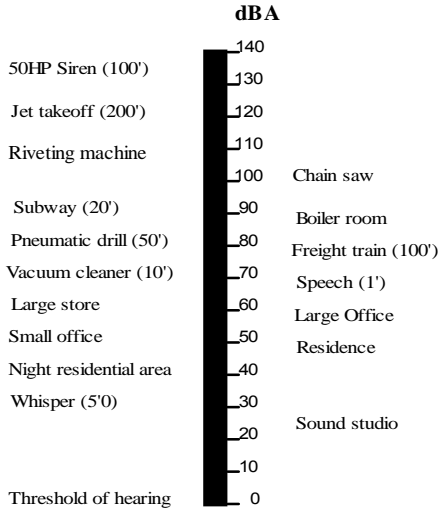 dBA
140
50HP Siren (100')
130
Jet takeoff (200')
120
110
Riveting machine
100
Chain saw
Subway (20')
90
Boiler room
Pneumatic drill (50')
80
Freight train (100')
Vacuum cleaner (10')
70
Speech (1')
Large store
60
Large Office
Small office
50
Residence
Night residential area
40
Whisper (5'0)
30
Sound studio
20
10
Threshold of hearing
0